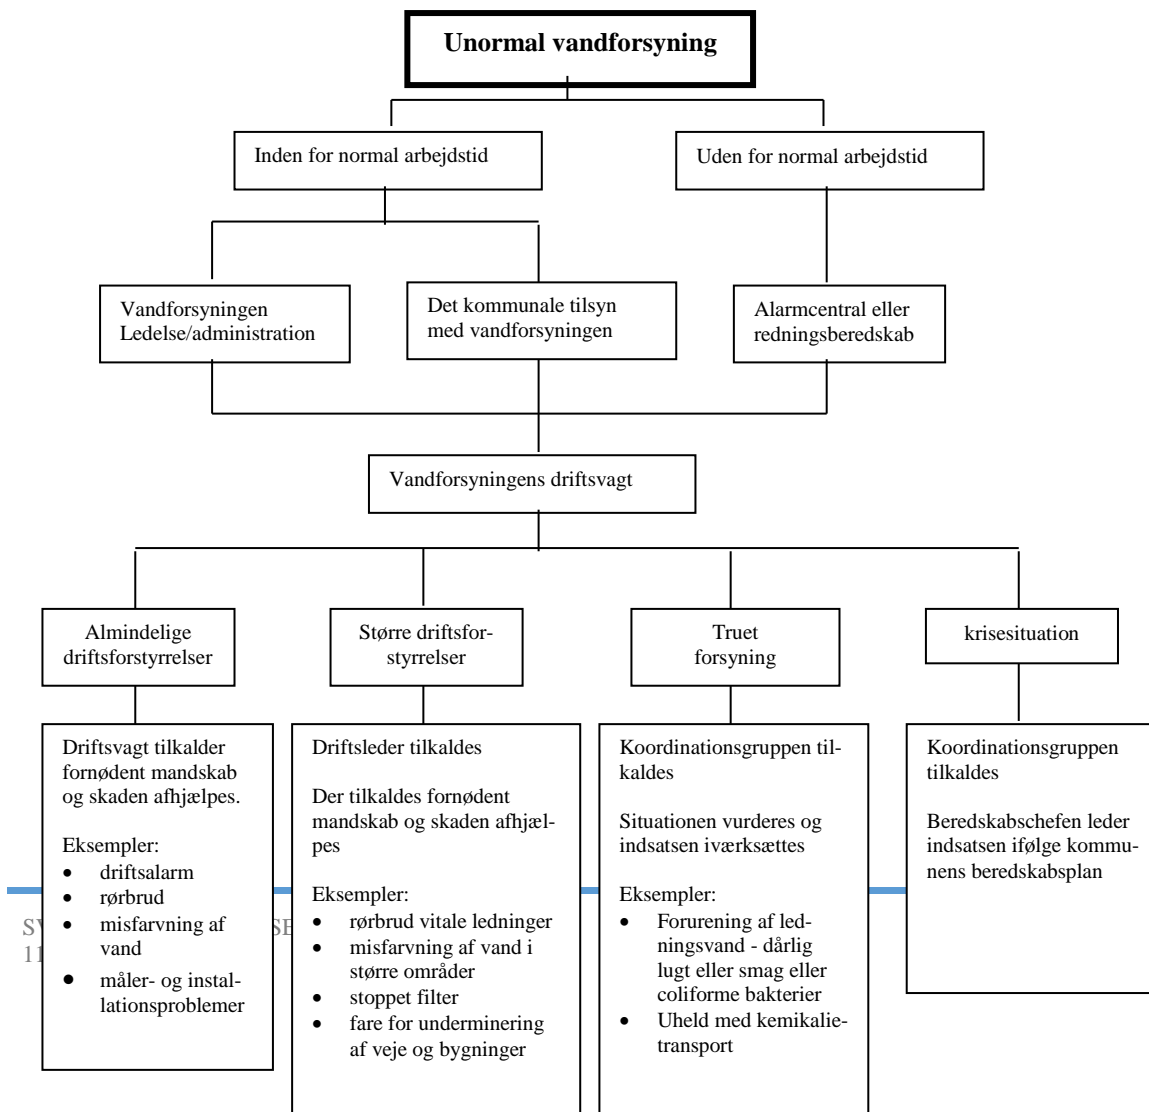 Unormal vandforsyning
Inden for normal arbejdstid
Uden for normal arbejdstid
Vandforsyningen
Ledelse/administration
Det kommunale tilsyn
med vandforsyningen
Alarmcentral eller
redningsberedskab
Vandforsyningens driftsvagt
Almindelige
driftsforstyrrelser
Større driftsfor-
styrrelser
Truet
forsyning
krisesituation
Driftsvagt tilkalder
fornødent mandskab
og skaden afhjælpes.
Eksempler:
• driftsalarm
• rørbrud
• misfarvning af
vand
• måler- og instal-
lationsproblemer
Driftsleder tilkaldes
Der tilkaldes fornødent
mandskab og skaden afhjæl-
pes
Eksempler:
• rørbrud vitale ledninger
• misfarvning af vand i
større områder
• stoppet filter
• fare for underminering
af veje og bygninger
Koordinationsgruppen til-
kaldes
Situationen vurderes og
indsatsen iværksættes
Eksempler:
• Forurening af led-
ningsvand - dårlig
lugt eller smag eller
coliforme bakterier
• Uheld med kemikalie-
transport
Koordinationsgruppen
tilkaldes
Beredskabschefen leder
indsatsen ifølge kommu-
nens beredskabsplan